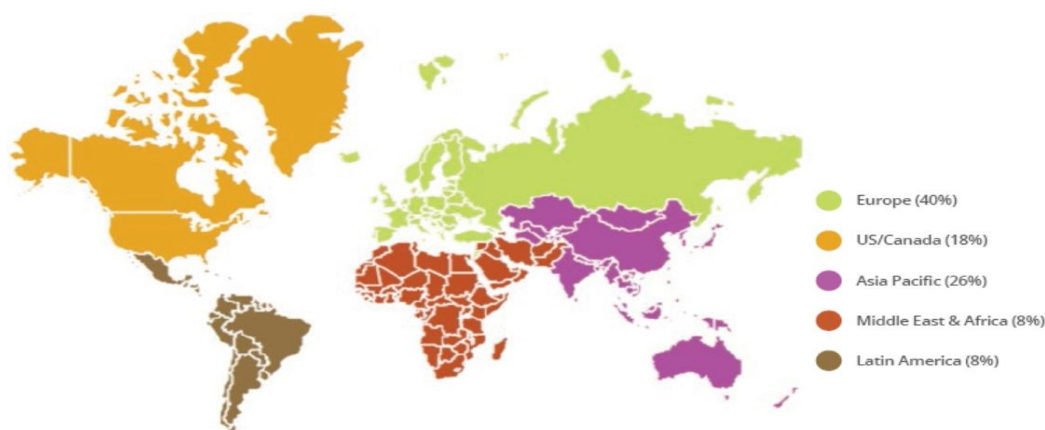 Europe (40%)
US/Canada (18%)
Asia Pacific (26%)
Middle East & Africa (8%)
Latin America (8%)